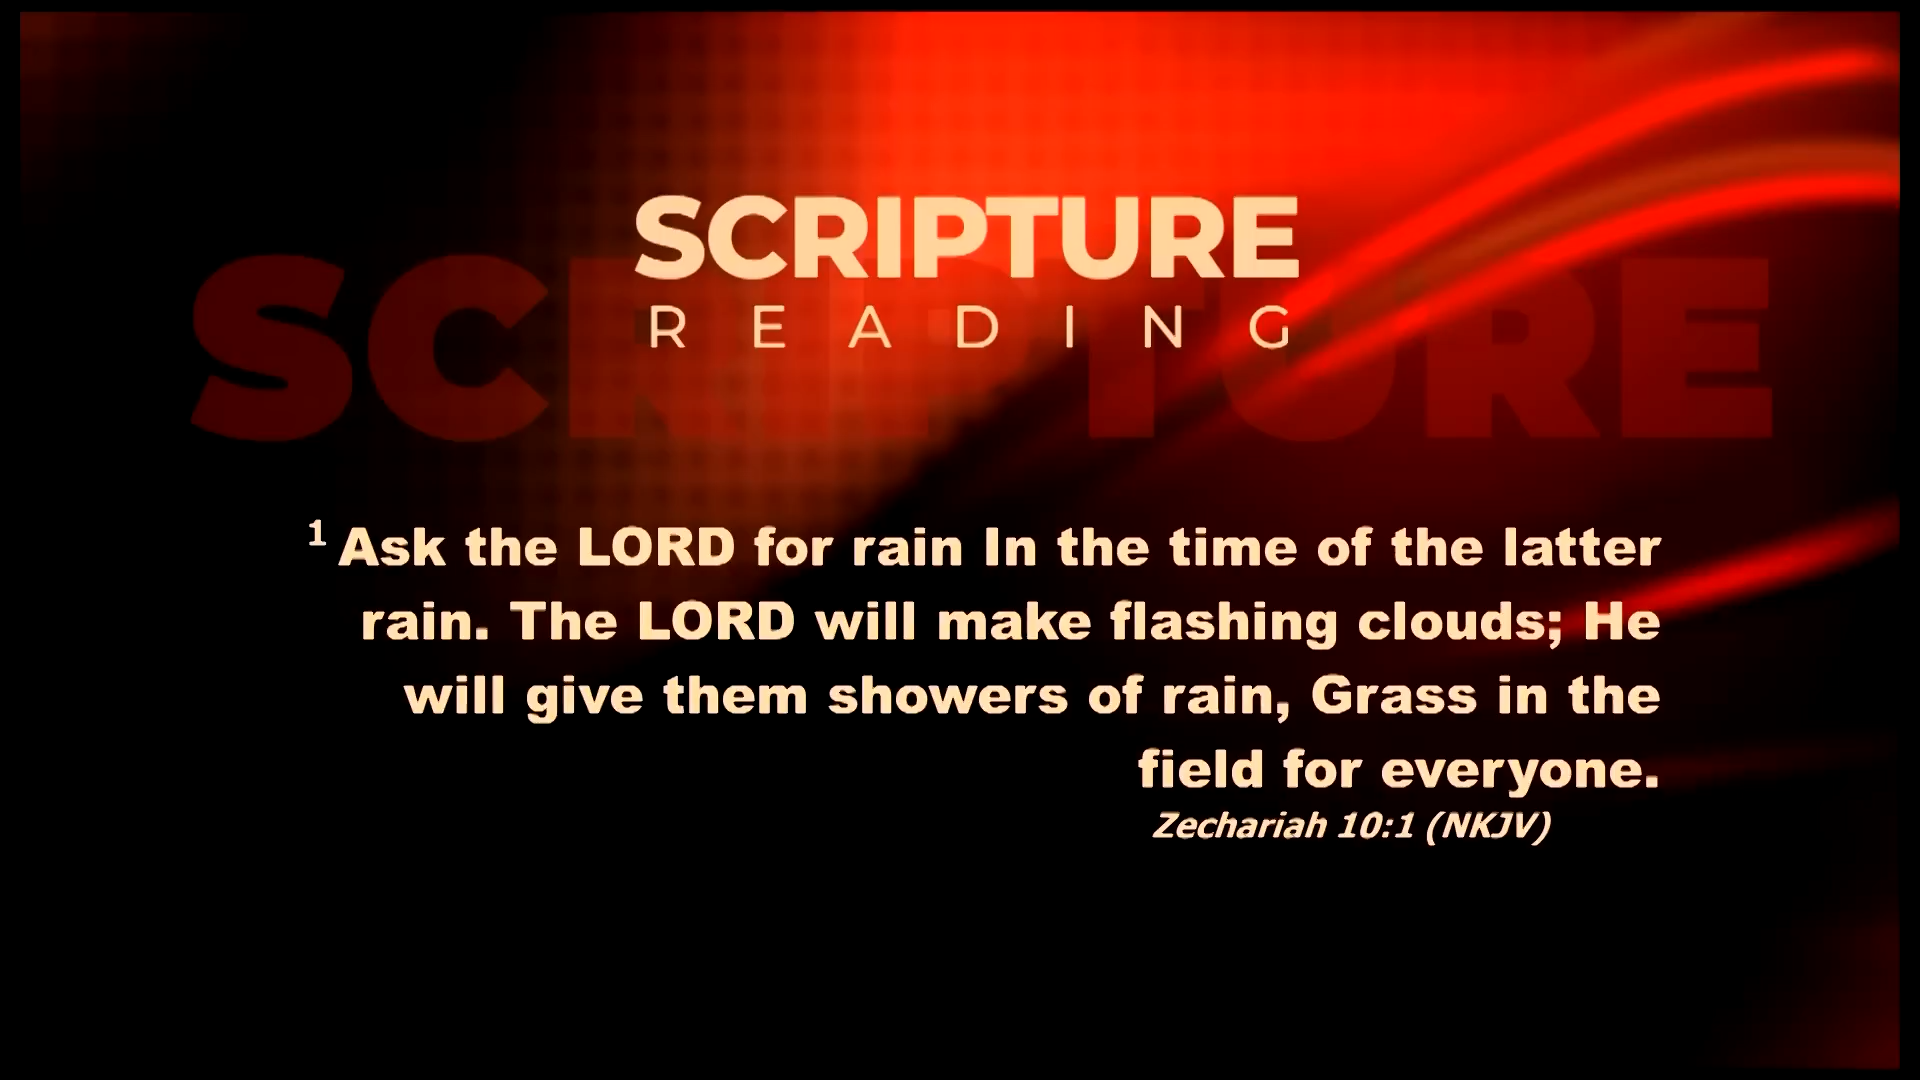 SCRIPTURE
SCRIPTURE
READING
1 Ask the LORD for rain In the time of the latter
rain. The LORD will make flashing clouds; He
will give them showers of rain, Grass in the
field for everyone.
Zechariah 10:1 (NKJV)